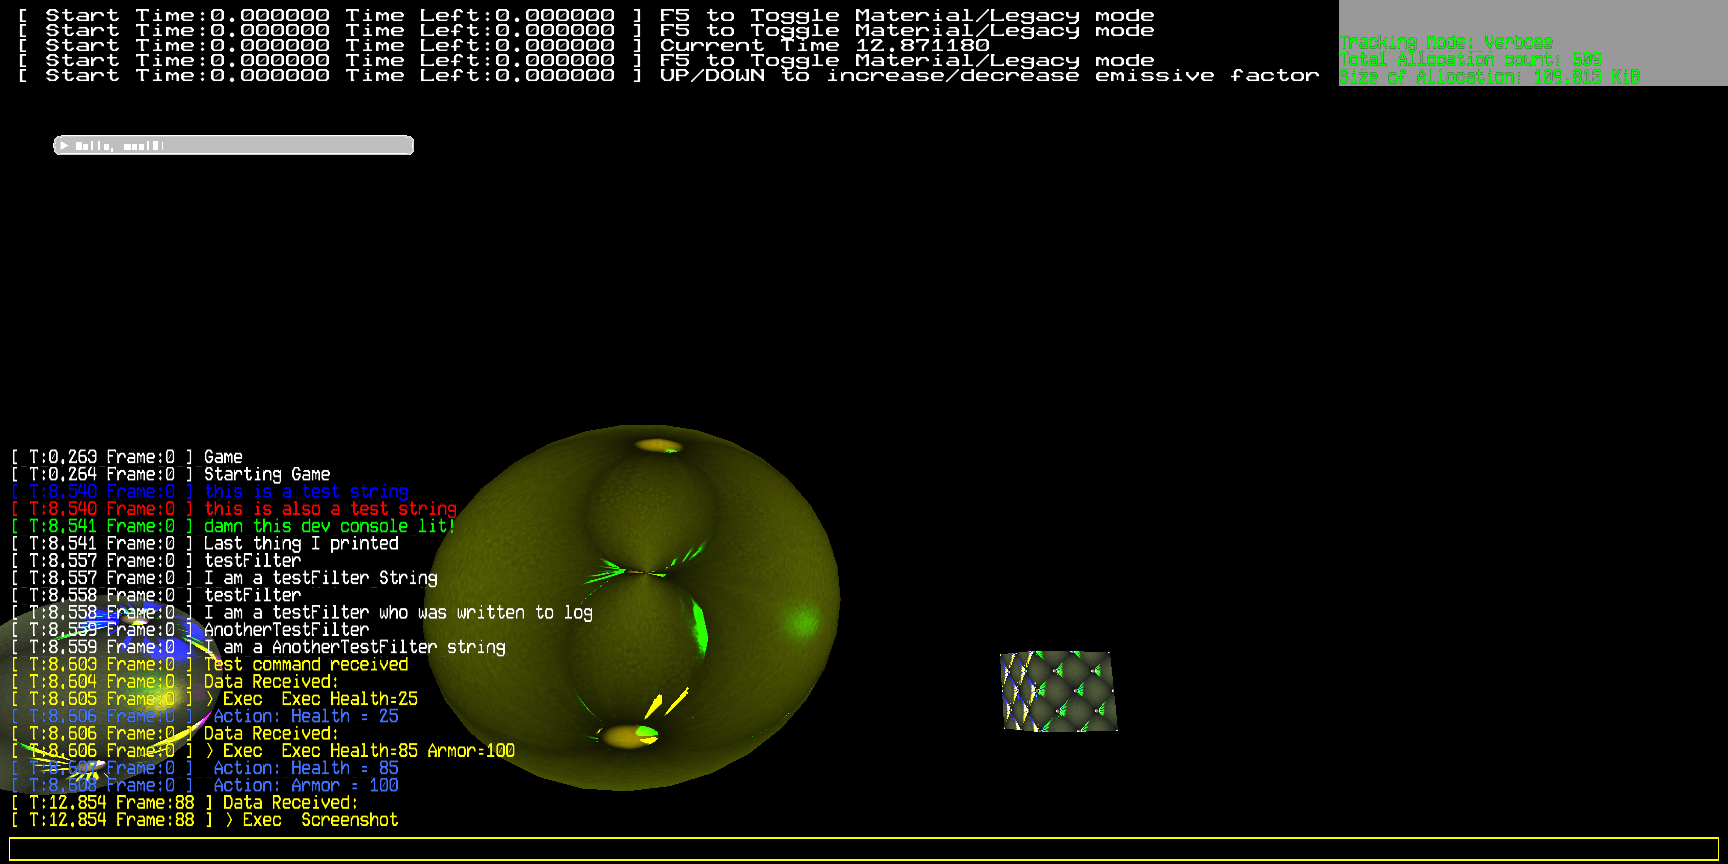 [ Start Time:0.000000 Time Left:0.000000 ] F5 to Toggle Material/Legacy mode
[ Start Time:0.000000 Time Left:0.000000 ] F5 to Toggle Material/Legacy mode
[ Start Time:0.000000 Time Left:0.000000 ] Current Time 12.871180
[ Start Time:0.000000 Time Left:0.000000 ] F5 to Toggle Material/Legacy mode
[ Start Time:0.000000 Time Left:0.000000 ] UP/DOWN to increase/decrease emissive factor
Tracking Mode: Verbose
Total Allocation count: 609
Size of Allocation: 109.813 KiB
Hello,
[ T:0.263 Frame:0 ] Game
[ T:0.264 Frame:0 ] Starting Game
[ T:8.540 Frame:0 ] this is a test string
[ T:8.540 Frame:0 ] this is also a test string
[ T:8.541 Frame:0 ] damn this dev console lit!
[ T:8.541 Frame:0 ] Last thing I printed
[ T:8.557 Frame:0 ] testFilter
[ T:8.557 Frame:0 ] I am a testFilter String
[ T:8.558 Frame:0 ] testFilter
[ T:8.558 Frame:0 ] I am a testFilter who was written to log
[ T:8.559 Frame:0 ] AnotherTestFilter
[ T:8.559 Frame:0 ] I am a AnotherTestFilter string
[ T:8.603 Frame:0 ] Test command received
[ T:8.604 Frame:0 ] Data Received:
[ T:8.605 Frame:0 ] > Exec  Exec Health=25
[ T:8.606 Frame:0 ]  Action: Health = 25
[ T:8.606 Frame:0 ] Data Received:
[ T:8.606 Frame:0 ] > Exec  Exec Health=85 Armor=100
[ T:8.607 Frame:0 ]  Action: Health = 85
[ T:8.608 Frame:0 ]  Action: Armor = 100
[ T:12.854 Frame:88 ] Data Received:
[ T:12.854 Frame:88 ] > Exec  Screenshot